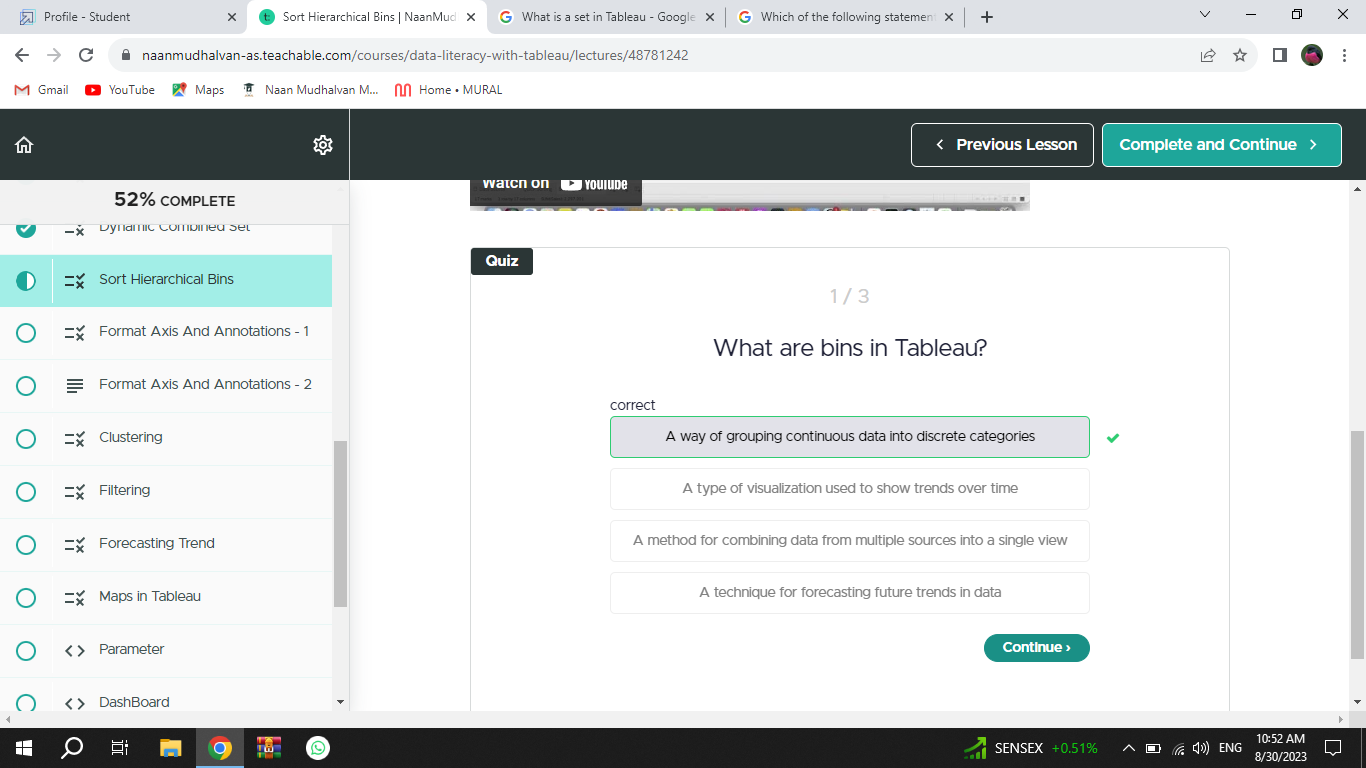 Profile - Student
Sort Hierarchical Bins | NaanMud
What is a set in Tableau - Google
Which of the following statement
naanmudhalvan-as.teachable.com/courses/data-literacy-with-tableau/lectures/48781242
Gmail
YouTube
Maps
Naan Mudhalvan M...
Home • MURAL
Previous Lesson
Complete and Continue
52% COMPLETE
Dynamic Combined Set
Sort Hierarchical Bins
Format Axis And Annotations - 1
Format Axis And Annotations - 2
Clustering
Filtering
Forecasting Trend
Maps in Tableau
Parameter
DashBoard
Watch on YouTube
Quiz
1 / 3
What are bins in Tableau?
correct
A way of grouping continuous data into discrete categories
A type of visualization used to show trends over time
A method for combining data from multiple sources into a single view
A technique for forecasting future trends in data
Continue ›
SENSEX +0.51%
ENG
10:52 AM
8/30/2023